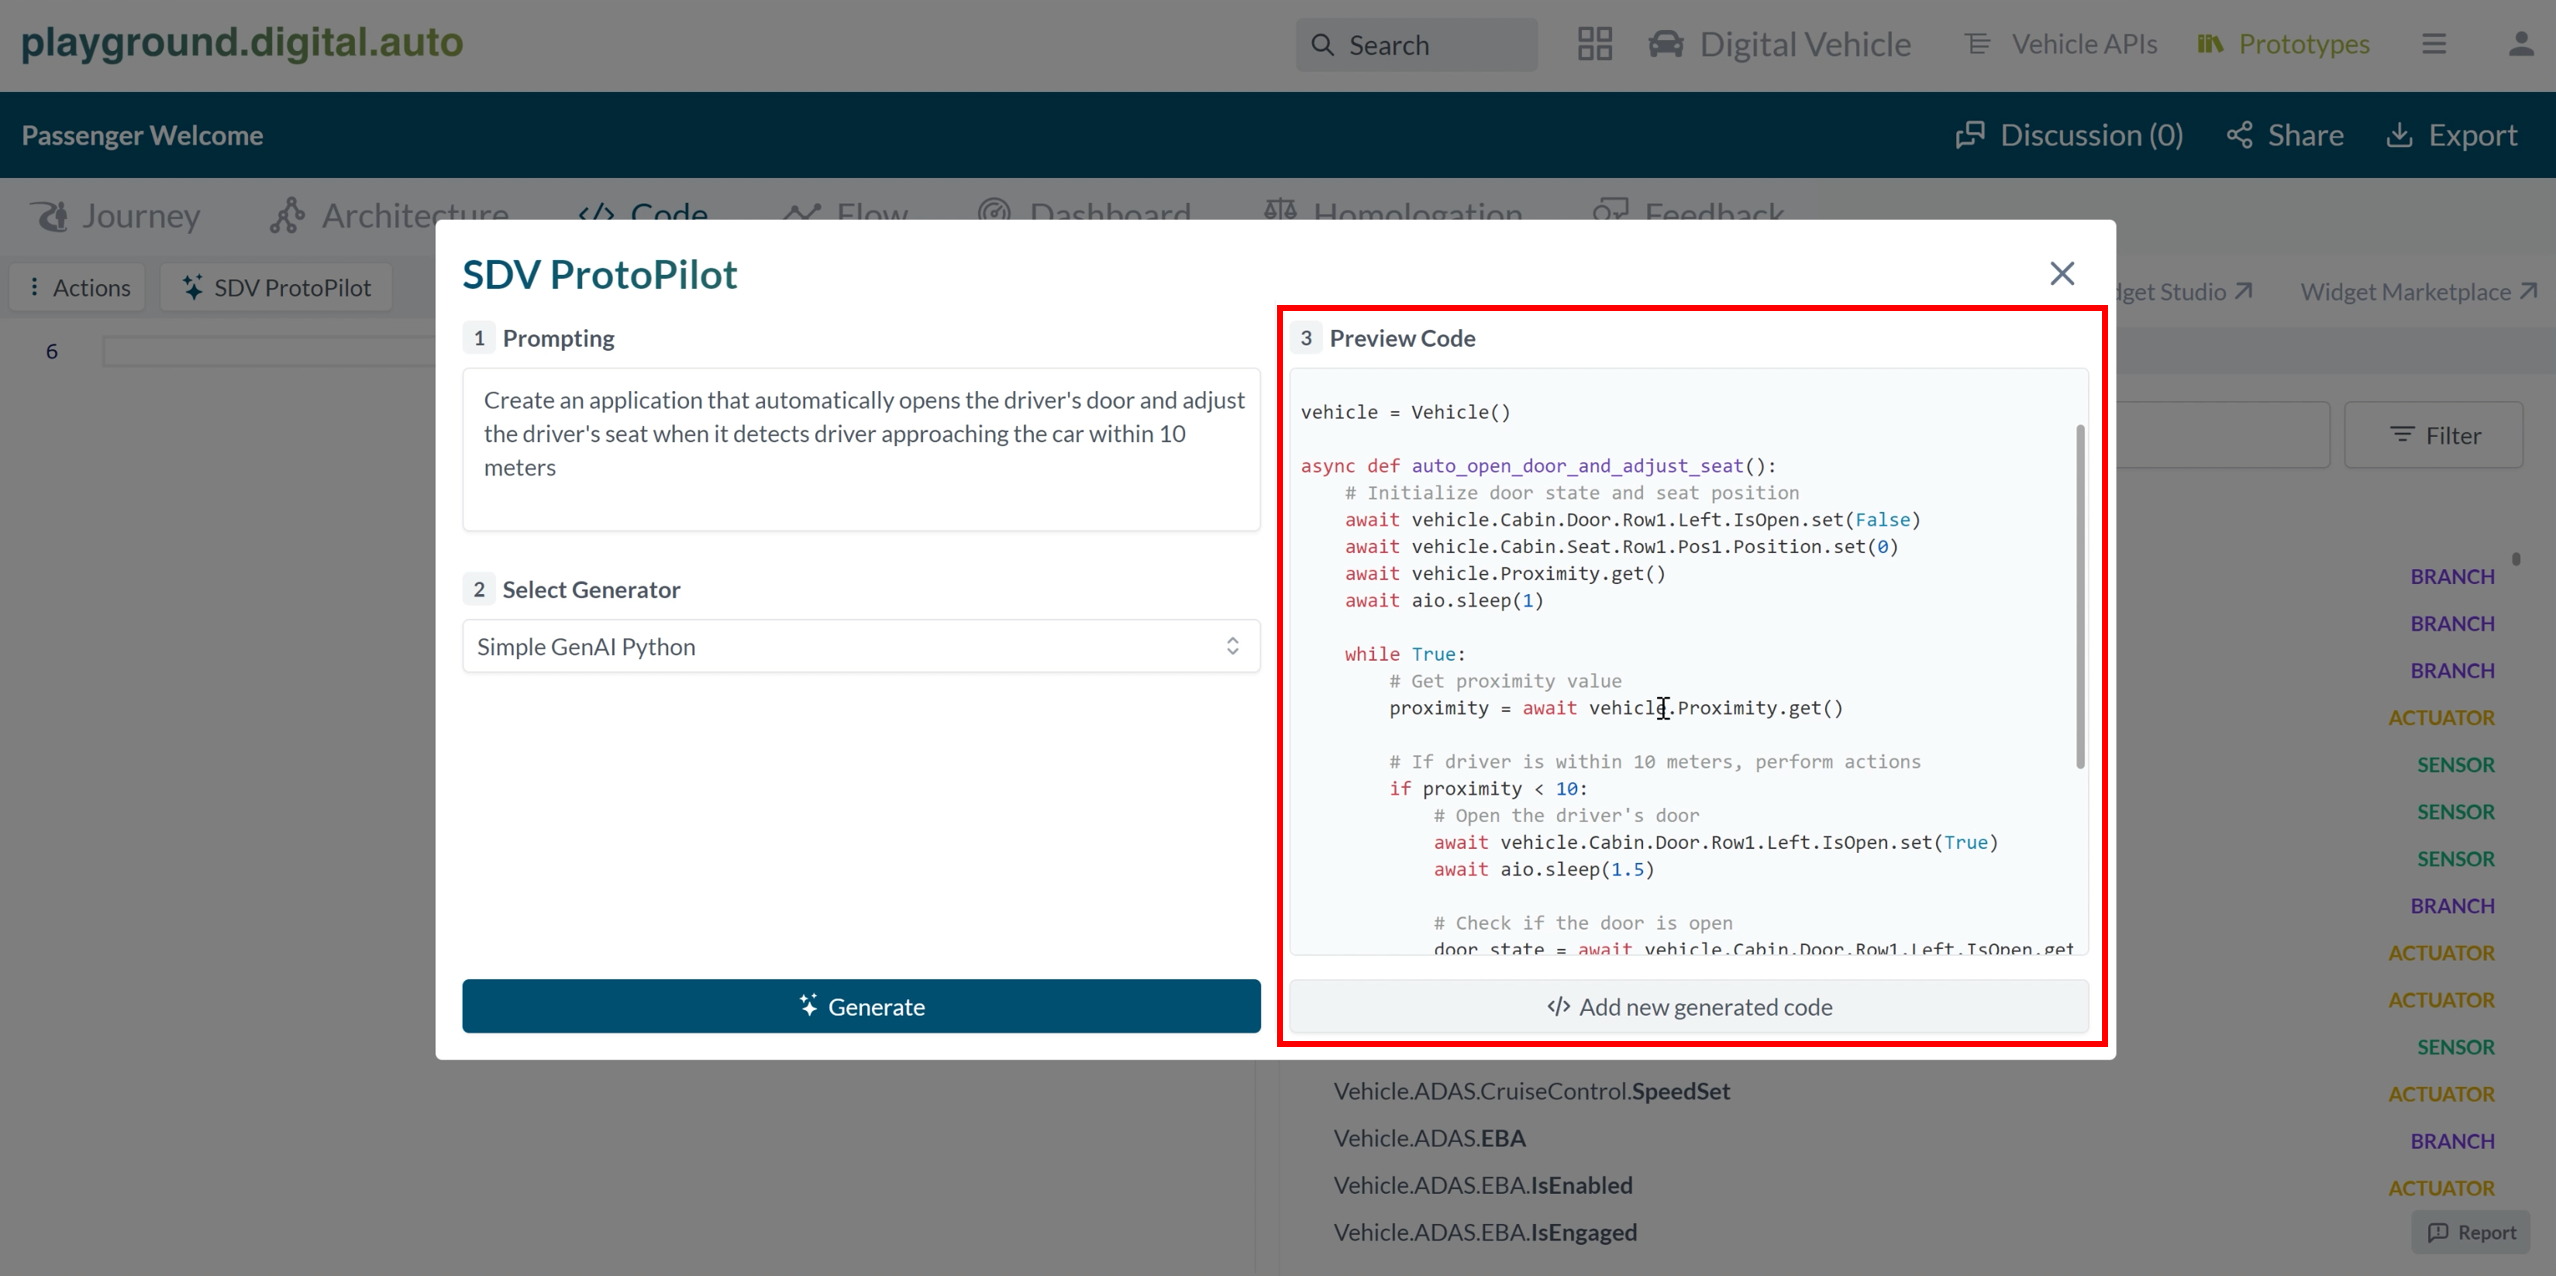 playground.digital.auto
Search
Digital Vehicle
Vehicle APIs
Prototypes
Passenger Welcome
Discussion (0)
Share
Export
Journey
Architecture
Code
Flow
Dashboard
Homologation
Feedback
Actions
SDV ProtoPilot
dget Studio
Widget Marketplace
6
Filter
SDV ProtoPilot
1 Prompting
Create an application that automatically opens the driver's door and adjust
the driver's seat when it detects driver approaching the car within 10
meters
2 Select Generator
Simple GenAI Python
Generate
3 Preview Code
vehicle = Vehicle()
async def auto_open_door_and_adjust_seat():
# Initialize door state and seat position
await vehicle.Cabin.Door.Row1.Left.IsOpen.set(False)
await vehicle.Cabin.Seat.Row1.Pos1.Position.set(0)
await vehicle.Proximity.get()
await aio.sleep(1)
while True:
# Get proximity value
proximity = await vehicle.Proximity.get()
# If driver is within 10 meters, perform actions
if proximity < 10:
# Open the driver's door
await vehicle.Cabin.Door.Row1.Left.IsOpen.set(True)
await aio.sleep(1.5)
# Check if the door is open
door_state = await vehicle.Cabin.Door.Row1.Left.IsOpen.get
</> Add new generated code
BRANCH
BRANCH
BRANCH
ACTUATOR
SENSOR
SENSOR
SENSOR
BRANCH
ACTUATOR
ACTUATOR
SENSOR
Vehicle.ADAS.CruiseControl.SpeedSet ACTUATOR
Vehicle.ADAS.EBA BRANCH
Vehicle.ADAS.EBA.IsEnabled ACTUATOR
Vehicle.ADAS.EBA.IsEngaged
Report